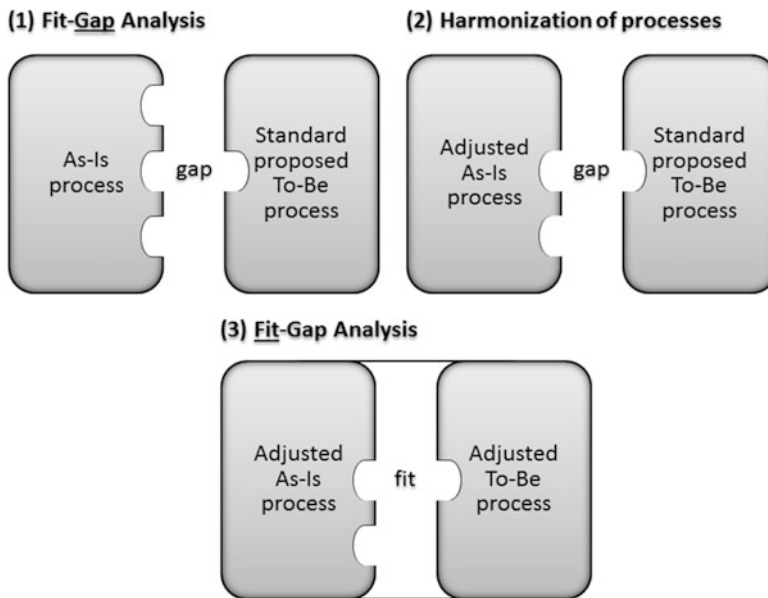 (1) Fit-Gap Analysis
As-Is
process
gap
Standard
proposed
To-Be
process
(2) Harmonization of processes
Adjusted
As-Is
process
gap
Standard
proposed
To-Be
process
(3) Fit-Gap Analysis
Adjusted
As-Is
process
fit
Adjusted
To-Be
process